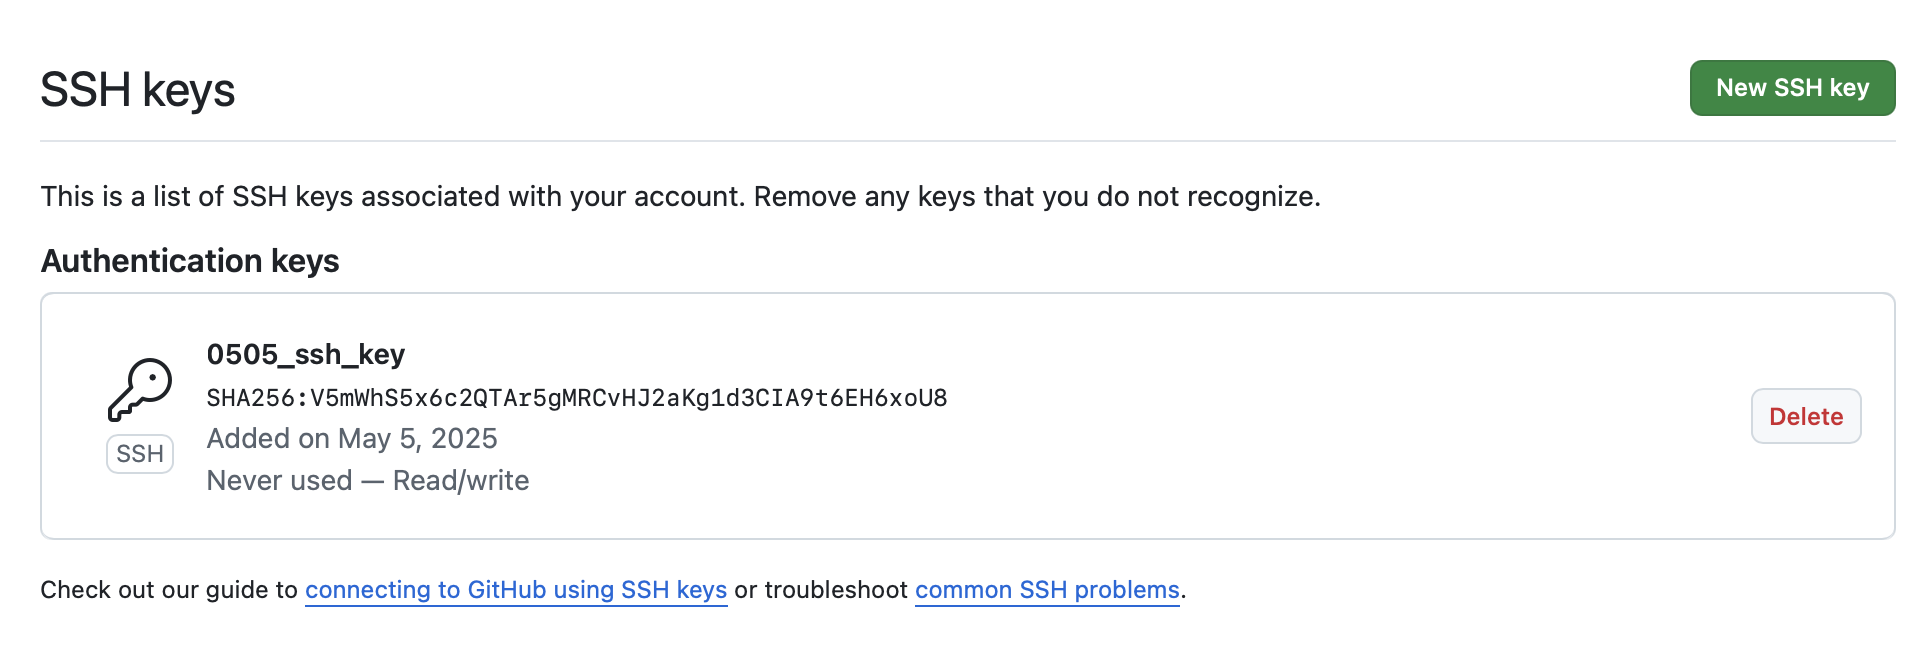 SSH keys
New SSH key
This is a list of SSH keys associated with your account. Remove any keys that you do not recognize.
Authentication keys
0505_ssh_key
SHA256:V5mWhS5x6c2QTAr5gMRCvHJ2aKg1d3CIA9t6EH6xoU8
Added on May 5, 2025
Never used — Read/write
SSH
Delete
Check out our guide to connecting to GitHub using SSH keys or troubleshoot common SSH problems.